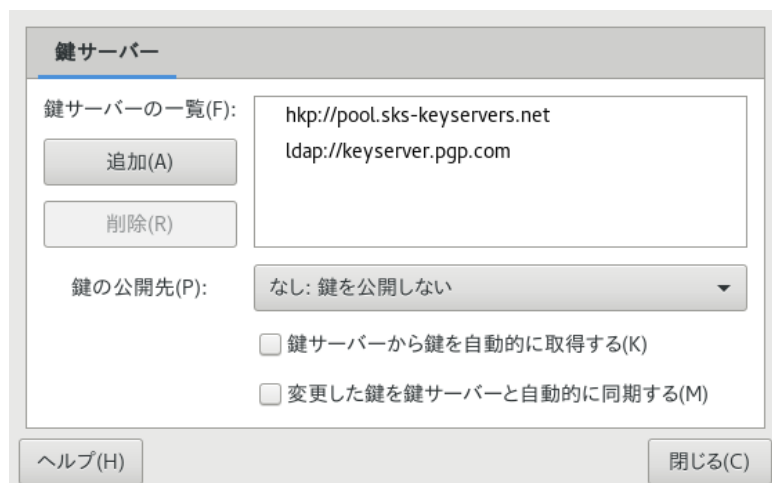 鍵サーバー
鍵サーバーの一覧(F):
hkp://pool.sks-keyservers.net
ldap://keyserver.pgp.com
追加(A)
削除(R)
鍵の公開先(P):
なし: 鍵を公開しない
鍵サーバーから鍵を自動的に取得する(K)
変更した鍵を鍵サーバーと自動的に同期する(M)
ヘルプ(H)
閉じる(C)